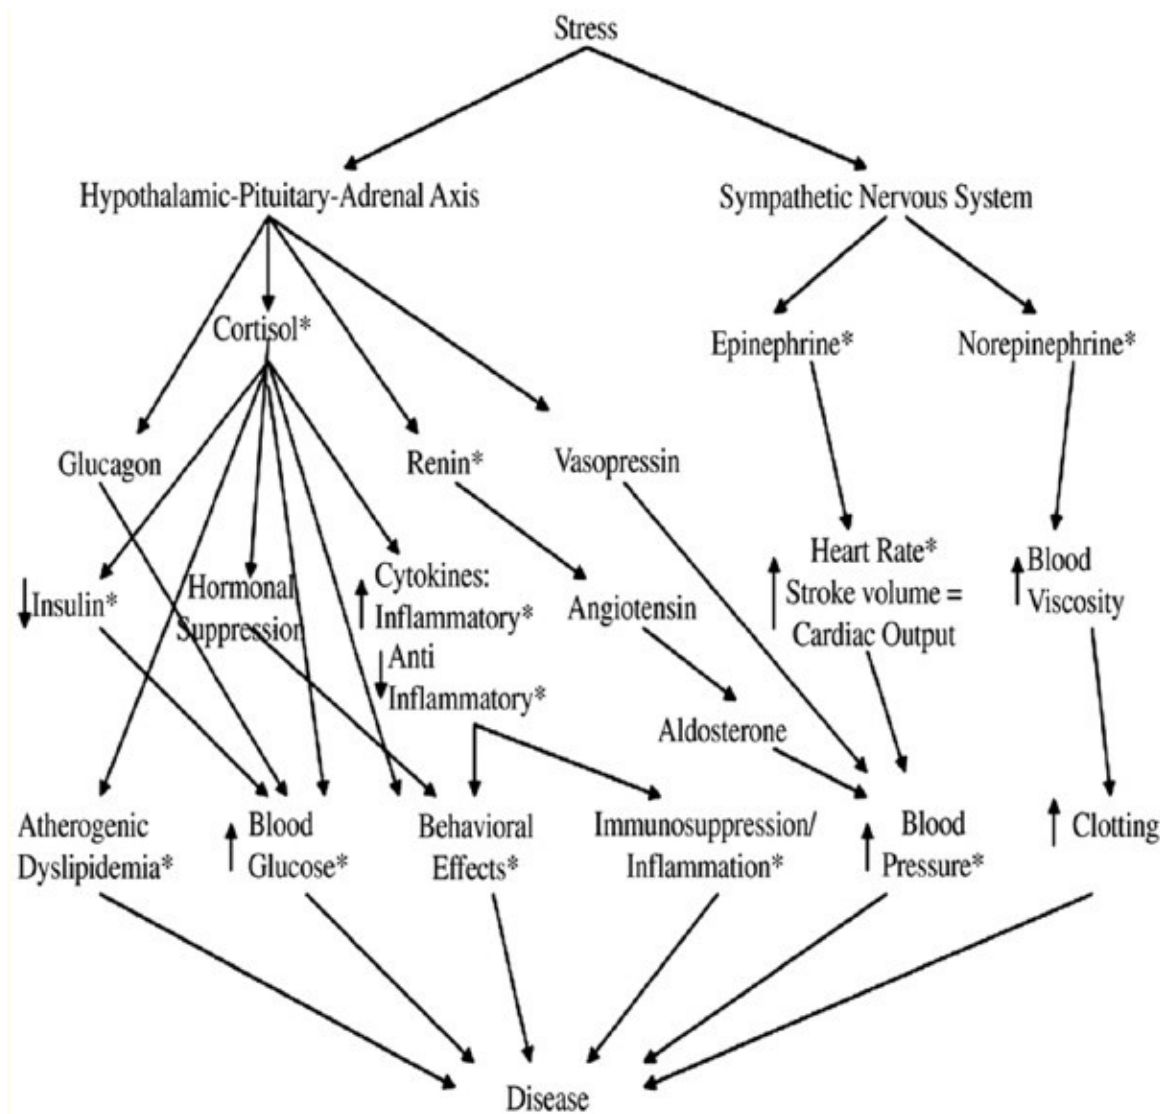 Stress
Hypothalamic-Pituitary-Adrenal Axis
Sympathetic Nervous System
Cortisol*
Epinephrine*
Norepinephrine*
Glucagon
Renin*
Vasopressin
↓Insulin*
Hormonal
Suppression
↑ Cytokines:
Inflammatory*
↓ Anti
Inflammatory*
Angiotensin
↑ Heart Rate*
Stroke volume =
Cardiac Output
↑ Blood
Viscosity
Aldosterone
Atherogenic
Dyslipidemia*
↑ Blood
Glucose*
Behavioral
Effects*
Immunosuppression/
Inflammation*
↑ Blood
Pressure*
↑ Clotting
Disease